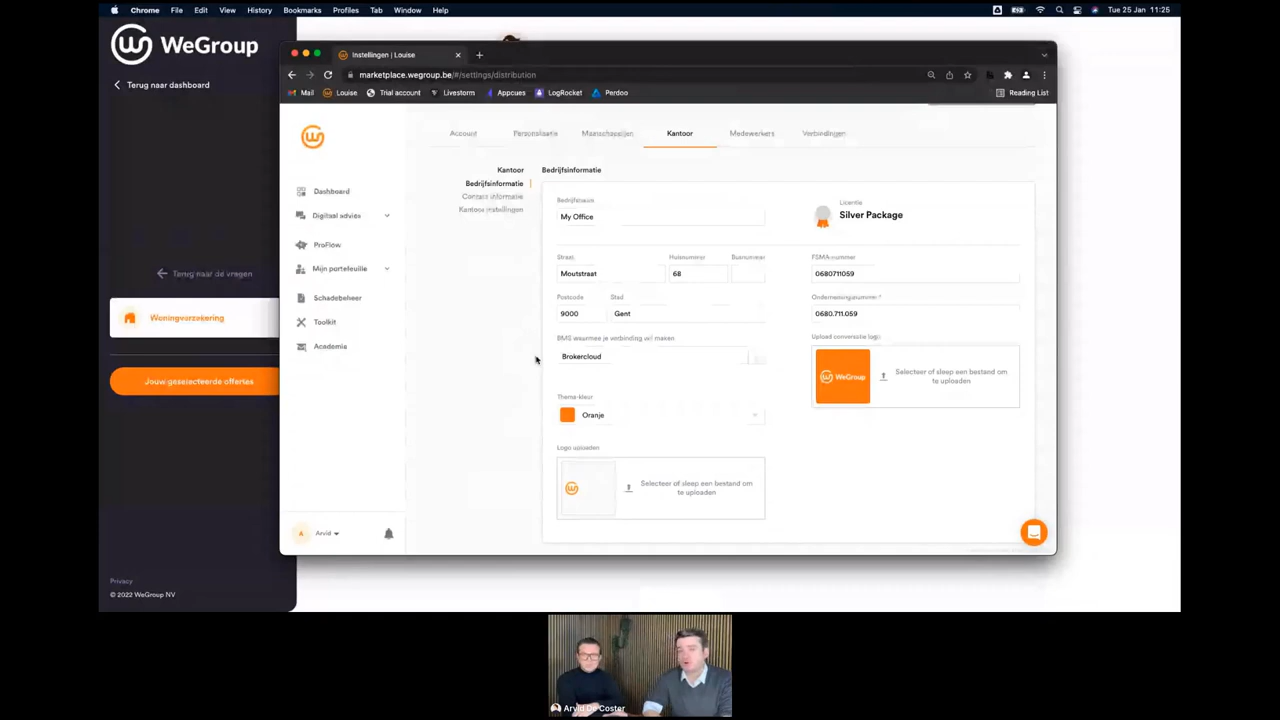 Chrome File Edit View History Bookmarks Profiles Tab Window Help
Tue 25 Jan 11:25
WeGroup
Terug naar dashboard
Terug naar de vragen
Woningverzekering
Jouw geselecteerde offertes
Privacy
© 2022 WeGroup NV
Instellingen | Louise
marketplace.wegroup.be/#/settings/distribution
Mail Louise Trial account Livestorm Appcues LogRocket Perdoo
Reading List
Account Personalisatie Maatschappijen Kantoor Medewerkers Verbindingen
Dashboard
Digitaal advies
ProFlow
Mijn portefeuille
Schadebeheer
Toolkit
Academia
A Arvid
Kantoor
Bedrijfsinformatie
Contact informatie
Kantoor instellingen
Bedrijfsinformatie
Bedrijfsnaam
My Office
Licentie
Silver Package
Straat Huisnummer Busnummer
Moutstraat 68
FSMA-nummer
0680711059
Postcode Stad
9000 Gent
Ondernemingsnummer *
0680.711.059
BMS waarmee je verbinding wil maken
Brokercloud
Upload conversatie logo
WeGroup
Selecteer of sleep een bestand om
te uploaden
Thema-kleur
Oranje
Logo uploaden
Selecteer of sleep een bestand om
te uploaden
Arvid De Coster